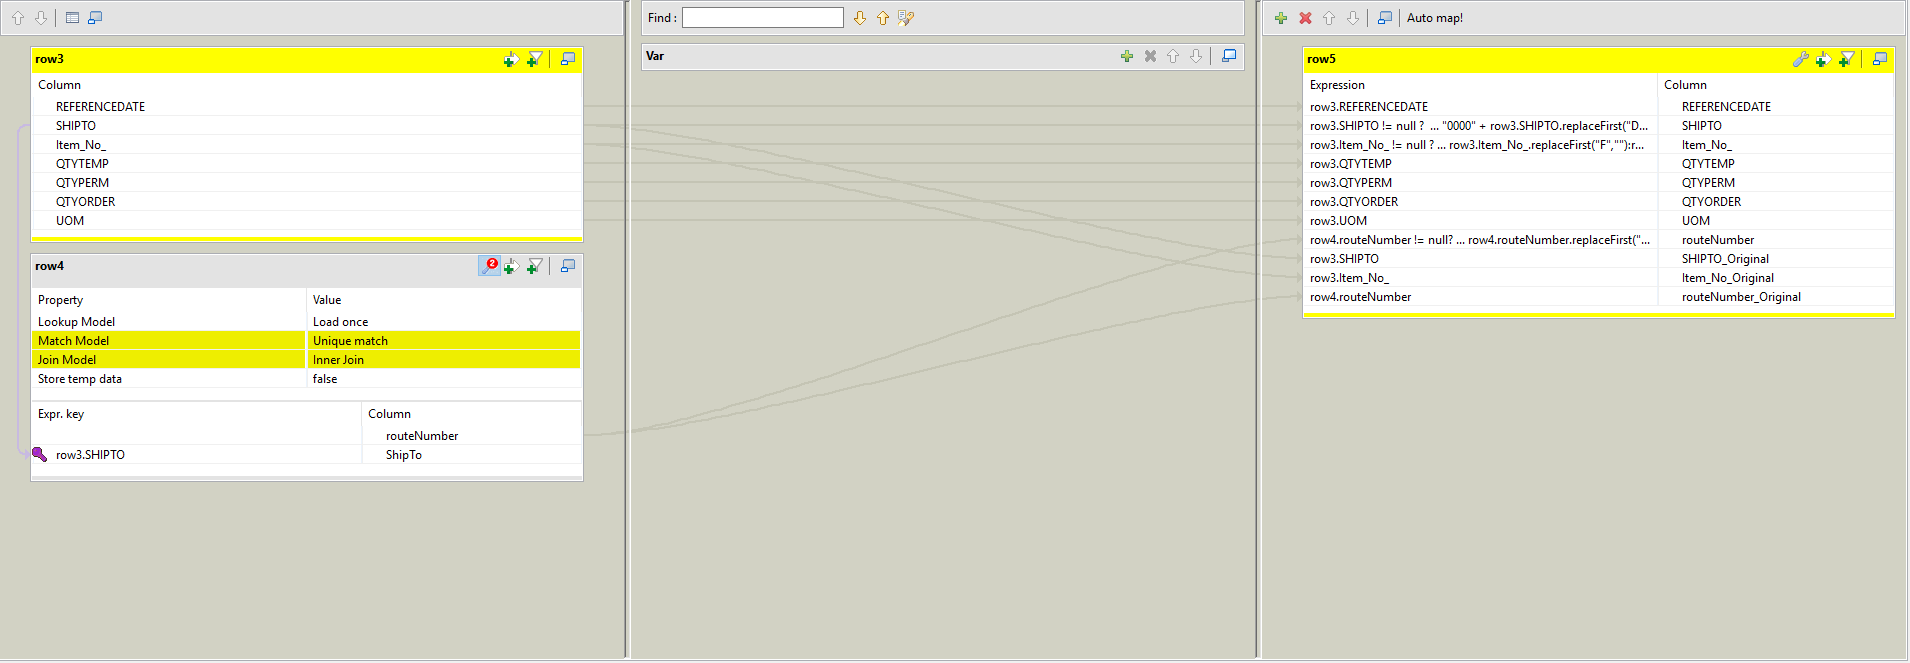 Find :
Auto map!
row3
Column
REFERENCEDATE
SHIPTO
Item_No_
QTYTEMP
QTYPERM
QTYORDER
UOM
row4
2
Property Value
Lookup Model Load once
Match Model Unique match
Join Model Inner Join
Store temp data false
Expr. key Column
routeNumber
row3.SHIPTO ShipTo
Var
row5
Expression Column
row3.REFERENCEDATE REFERENCEDATE
row3.SHIPTO != null ? ... "0000" + row3.SHIPTO.replaceFirst("D... SHIPTO
row3.Item_No_ != null ? ... row3.Item_No_.replaceFirst("F",""):r... Item_No_
row3.QTYTEMP QTYTEMP
row3.QTYPERM QTYPERM
row3.QTYORDER QTYORDER
row3.UOM UOM
row4.routeNumber != null? ... row4.routeNumber.replaceFirst("... routeNumber
row3.SHIPTO SHIPTO_Original
row3.Item_No_ Item_No_Original
row4.routeNumber routeNumber_Original